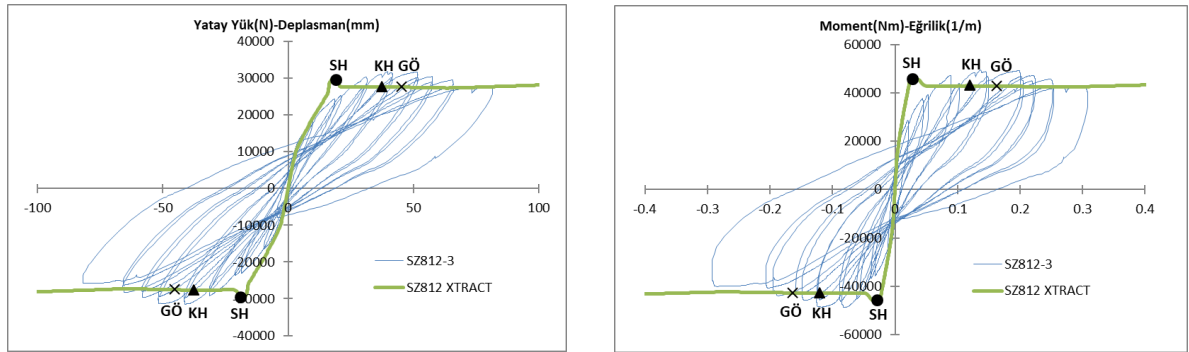 Yatay Yük(N)-Deplasman(mm)
40000
30000
20000
10000
0
-10000
-20000
-30000
-40000
-100
-50
0
50
100
SH
KH
GÖ
GÖ
KH
SH
SZ812-3
SZ812 XTRACT
Moment(Nm)-Eğrilik(1/m)
60000
40000
20000
0
-20000
-40000
-60000
-0.4
-0.3
-0.2
-0.1
0
0.1
0.2
0.3
0.4
SH
KH
GÖ
GÖ
KH
SH
SZ812-3
SZ812 XTRACT